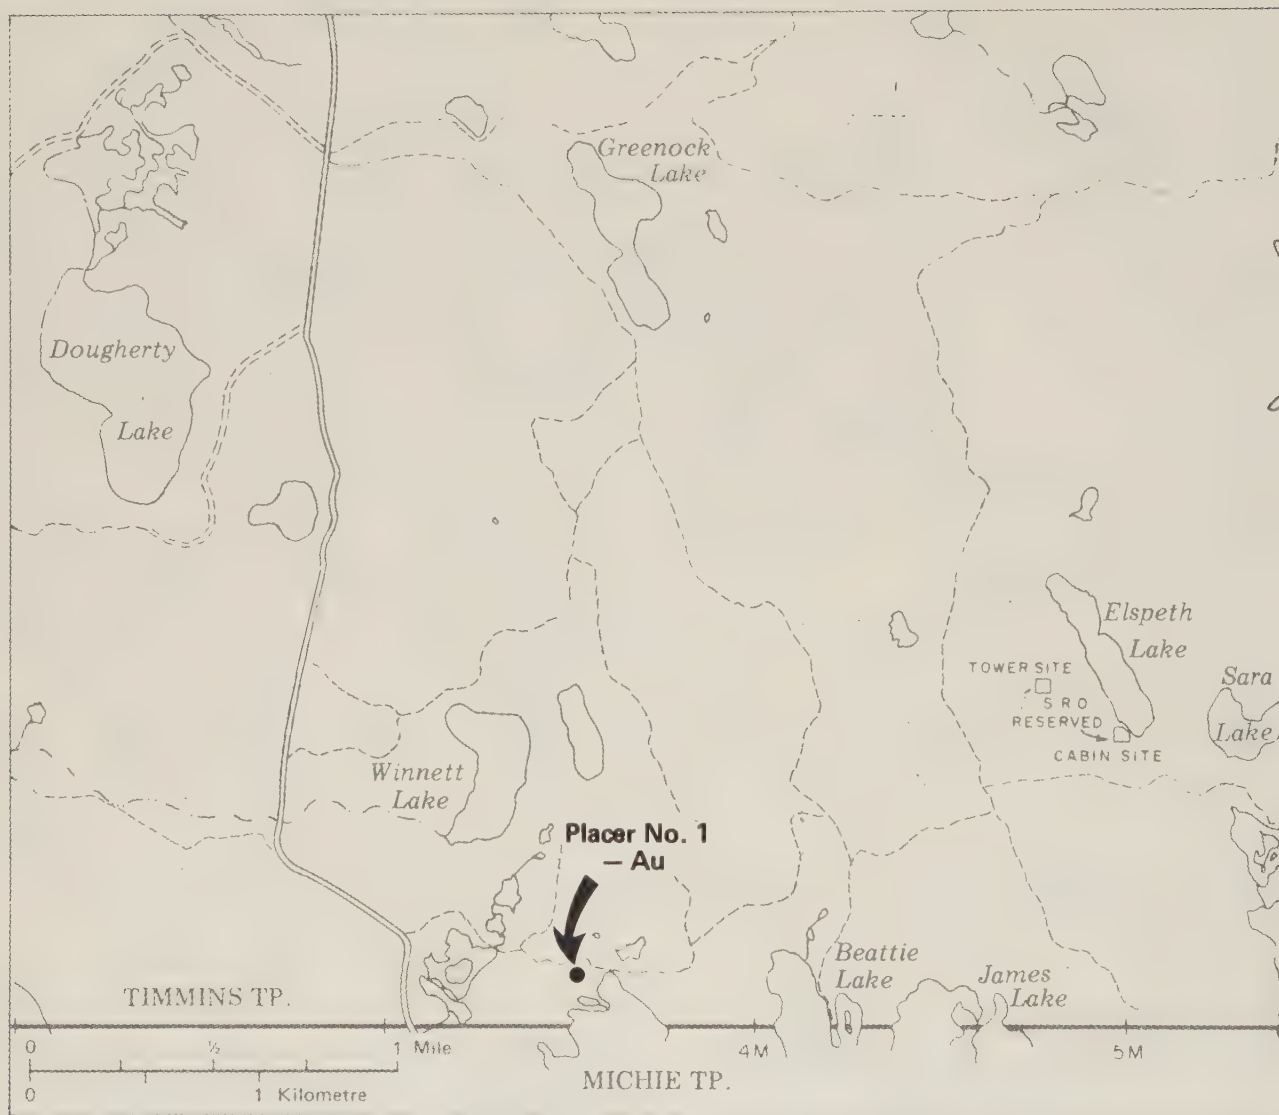 Greenock
Lake
Dougherty
Lake
Elspeth
Lake
TOWER SITE
S R O
RESERVED
CABIN SITE
Sara
Lake
Winnett
Lake
Placer No. 1
— Au
Beattie
Lake
James
Lake
TIMMINS TP.
0 ½ 1 Mile
4M
5M
MICHIE TP.
0 1 Kilometre